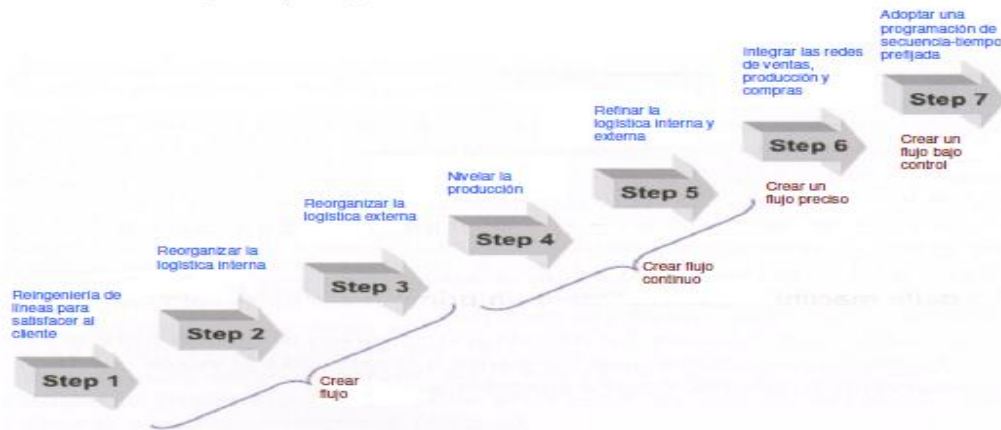 Reingeniería de
líneas para
satisfacer al
cliente
Step 1
Reorganizar la
logística interna
Step 2
Reorganizar la
logística externa
Step 3
Crear
flujo
Nivelar la
producción
Step 4
Refinar la
logística interna y
externa
Step 5
Crear flujo
continuo
Integrar las redes
de ventas,
producción y
compras
Step 6
Crear un
flujo preciso
Adoptar una
programación de
secuencia-tiempo
prefijada
Step 7
Crear un
flujo bajo
control